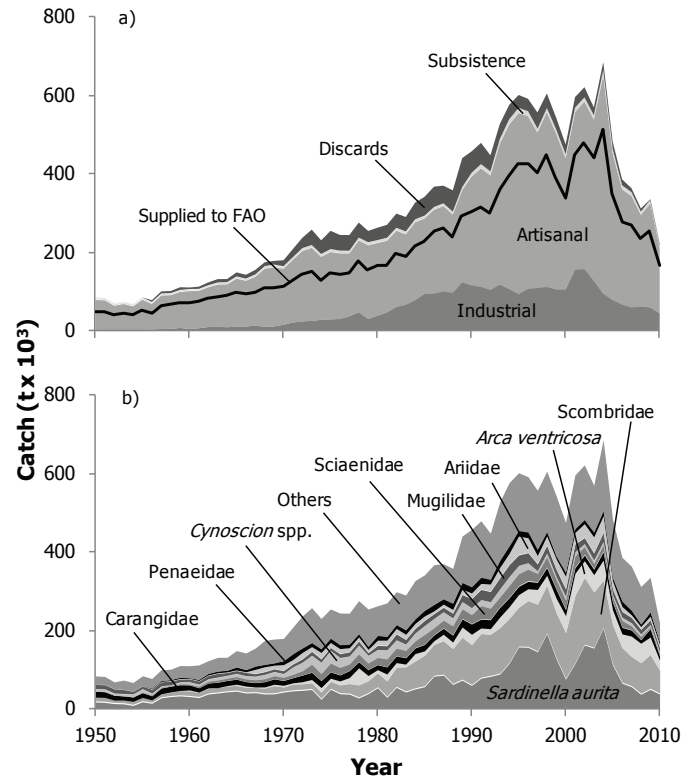 800
a)
Subsistence
600
Discards
400
Supplied to FAO
Artisanal
200
Industrial
0
Catch (t x 10³)
800
b)
Scombridae
Arca ventricosa
600
Sciaenidae
Ariidae
Others
Mugilidae
Cynoscion spp.
400
Penaeidae
Carangidae
200
Sardinella aurita
0
1950 1960 1970 1980 1990 2000 2010
Year